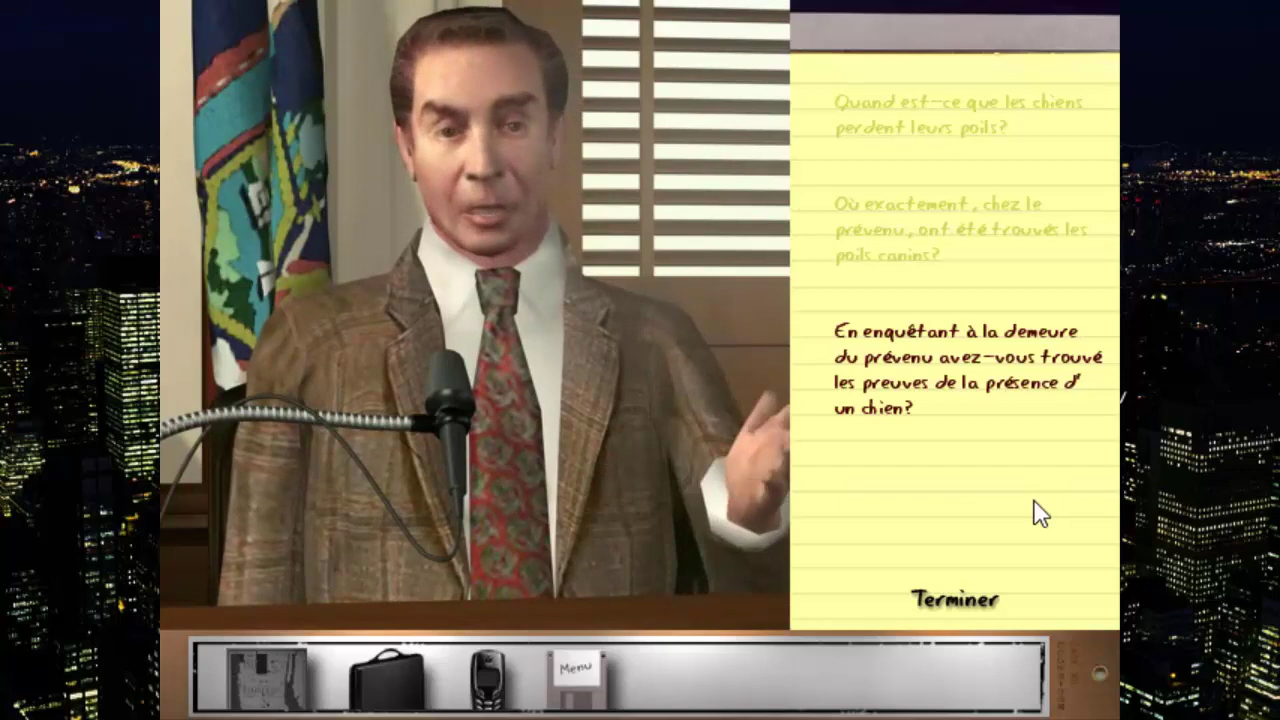 Quand est-ce que les chiens
perdent leurs poils?
Où exactement, chez le
prévenu, ont été trouvés les
poils canins?
En enquêtant à la demeure
du prévenu avez-vous trouvé
les preuves de la présence d'
un chien?
Terminer
Menu